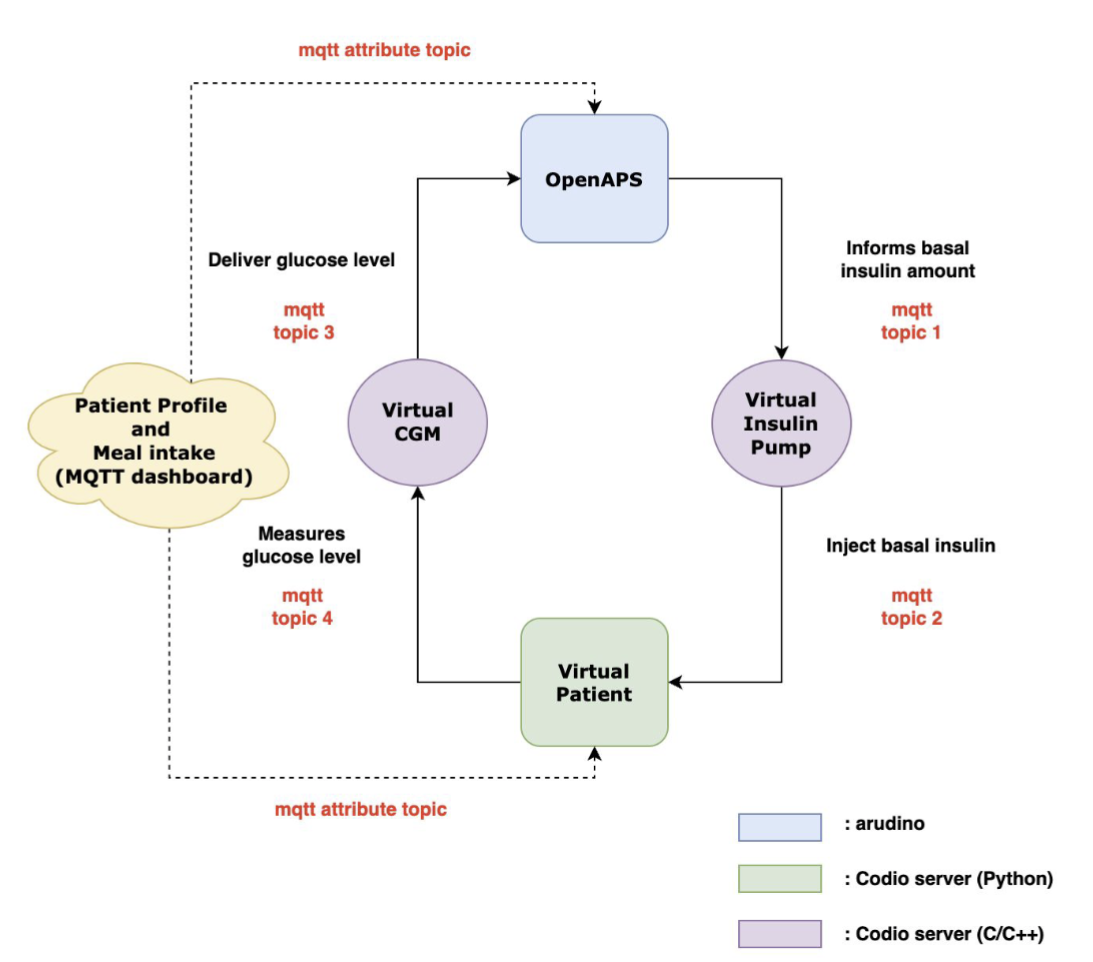 mqtt attribute topic
OpenAPS
Deliver glucose level
mqtt
topic 3
Informs basal
insulin amount
mqtt
topic 1
Patient Profile
and
Meal intake
(MQTT dashboard)
Virtual
CGM
Virtual
Insulin
Pump
Measures
glucose level
mqtt
topic 4
Inject basal insulin
mqtt
topic 2
Virtual
Patient
mqtt attribute topic
: arudino
: Codio server (Python)
: Codio server (C/C++)